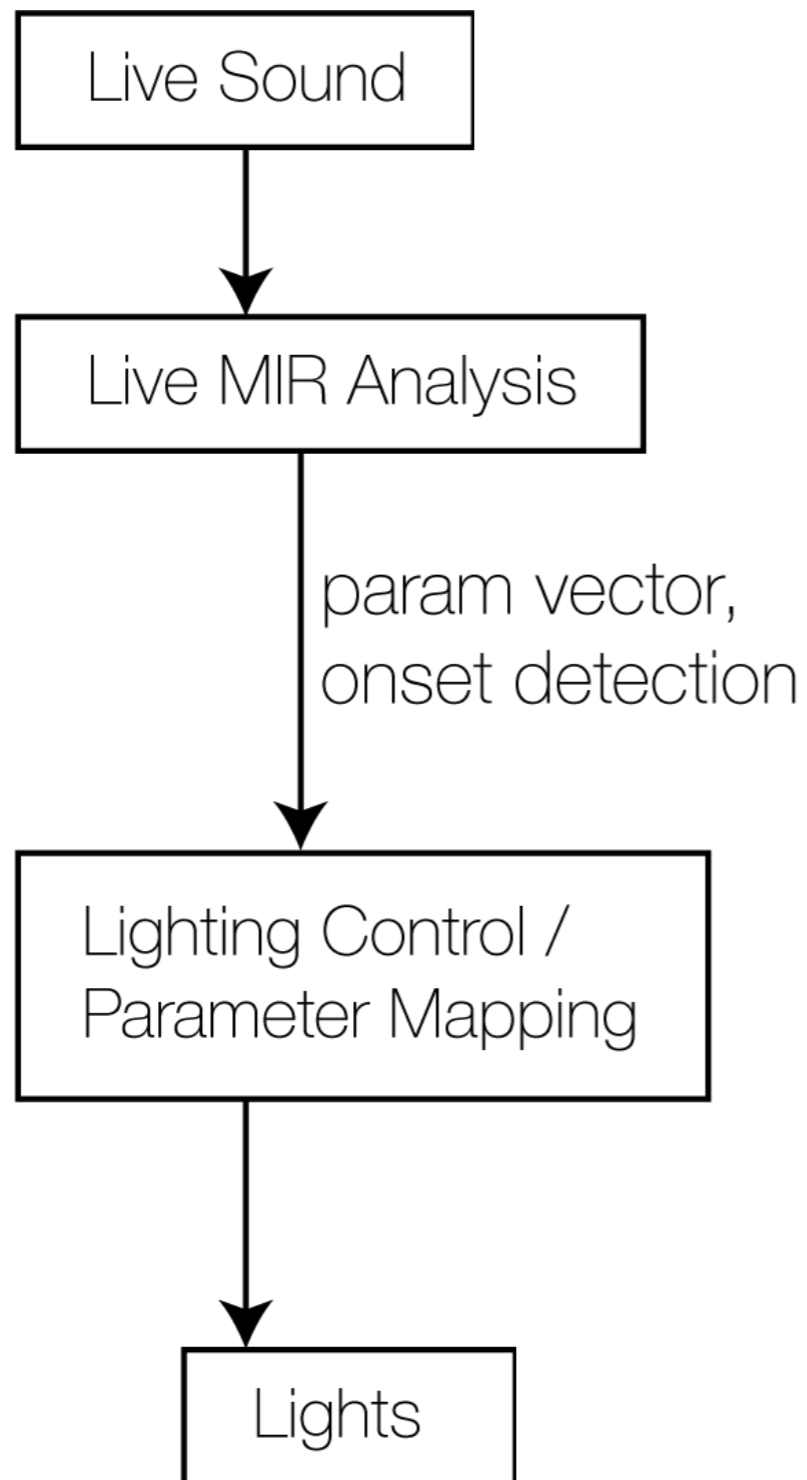 Live Sound
Live MIR Analysis
param vector,
onset detection
Lighting Control /
Parameter Mapping
Lights